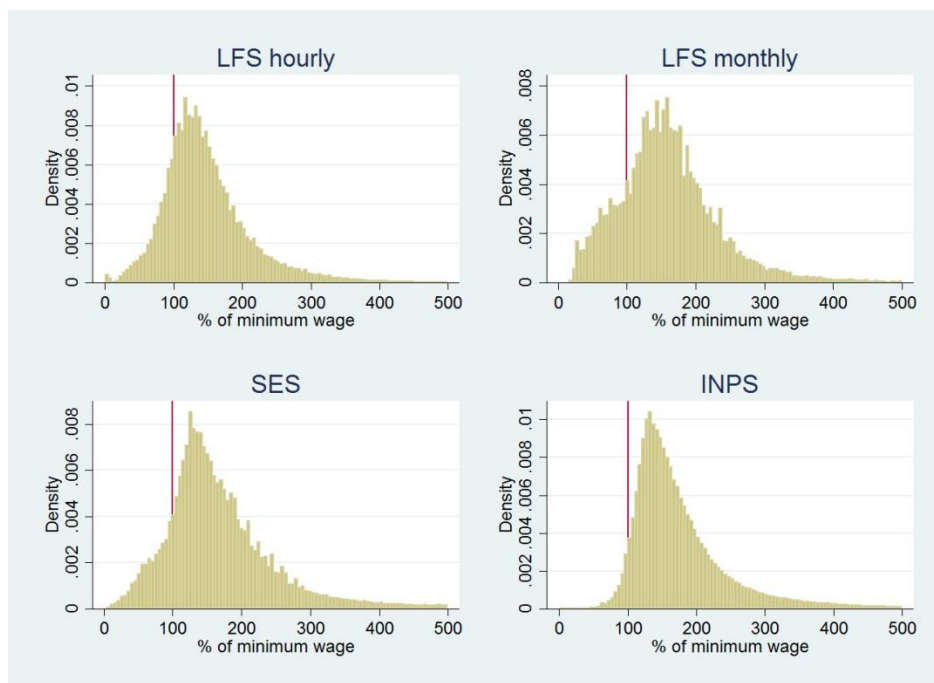 LFS hourly
Density
0 .002 .004 .006 .008 .01
0 100 200 300 400 500
% of minimum wage
LFS monthly
Density
0 .002 .004 .006 .008
0 100 200 300 400 500
% of minimum wage
SES
Density
0 .002 .004 .006 .008
0 100 200 300 400 500
% of minimum wage
INPS
Density
0 .002 .004 .006 .008 .01
0 100 200 300 400 500
% of minimum wage